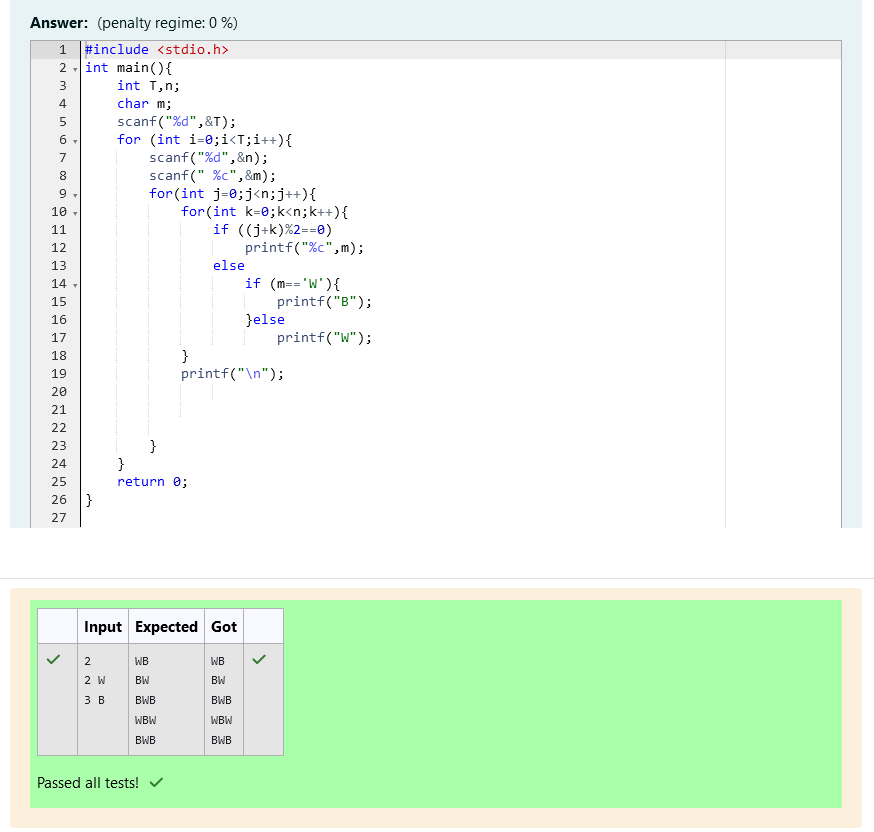 Answer: (penalty regime: 0 %)
1 #include <stdio.h>
2 int main(){
3     int T,n;
4     char m;
5     scanf("%d",&T);
6     for (int i=0;i<T;i++){
7         scanf("%d",&n);
8         scanf(" %c",&m);
9         for(int j=0;j<n;j++){
10             for(int k=0;k<n;k++){
11                 if ((j+k)%2==0)
12                     printf("%c",m);
13                 else
14                     if (m=='W'){
15                         printf("B");
16                     }else
17                         printf("W");
18             }
19             printf("\n");
20
21
22
23         }
24     }
25     return 0;
26 }
27
Input Expected Got
2 WB WB
2 W BW BW
3 B BWB BWB
WBW WBW
BWB BWB
Passed all tests!